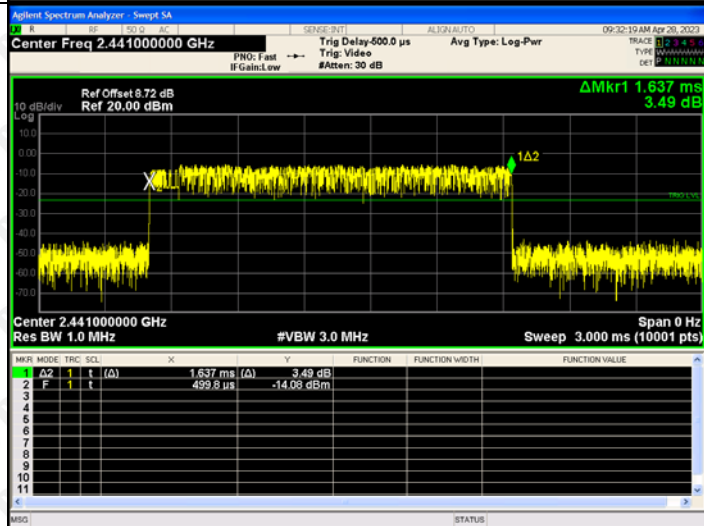 Agilent Spectrum Analyzer - Swept SA
R RF 50 Ω AC SENSE:INT ALIGN AUTO 09:32:19 AM Apr 28, 2023
Center Freq 2.441000000 GHz
PNO: Fast
IFGain:Low
Trig Delay-500.0 µs
Trig: Video
#Atten: 30 dB
Avg Type: Log-Pwr
TRACE 1 2 3 4 5 6
TYPE
DET P N N N N N
ΔMkr1 1.637 ms
3.49 dB
Ref Offset 8.72 dB
10 dB/div Ref 20.00 dBm
Log
10.0
0.00
1Δ2
-10.0
-20.0
TRIG LVL
-30.0
-40.0
-50.0
-60.0
-70.0
Center 2.441000000 GHz Span 0 Hz
Res BW 1.0 MHz #VBW 3.0 MHz Sweep 3.000 ms (10001 pts)
MKR MODE TRC SCL X Y FUNCTION FUNCTION WIDTH FUNCTION VALUE
1 Δ2 1 t (Δ) 1.637 ms (Δ) 3.49 dB
2 F 1 t 499.8 µs -14.08 dBm
3
4
5
6
7
8
9
10
11
MSG STATUS